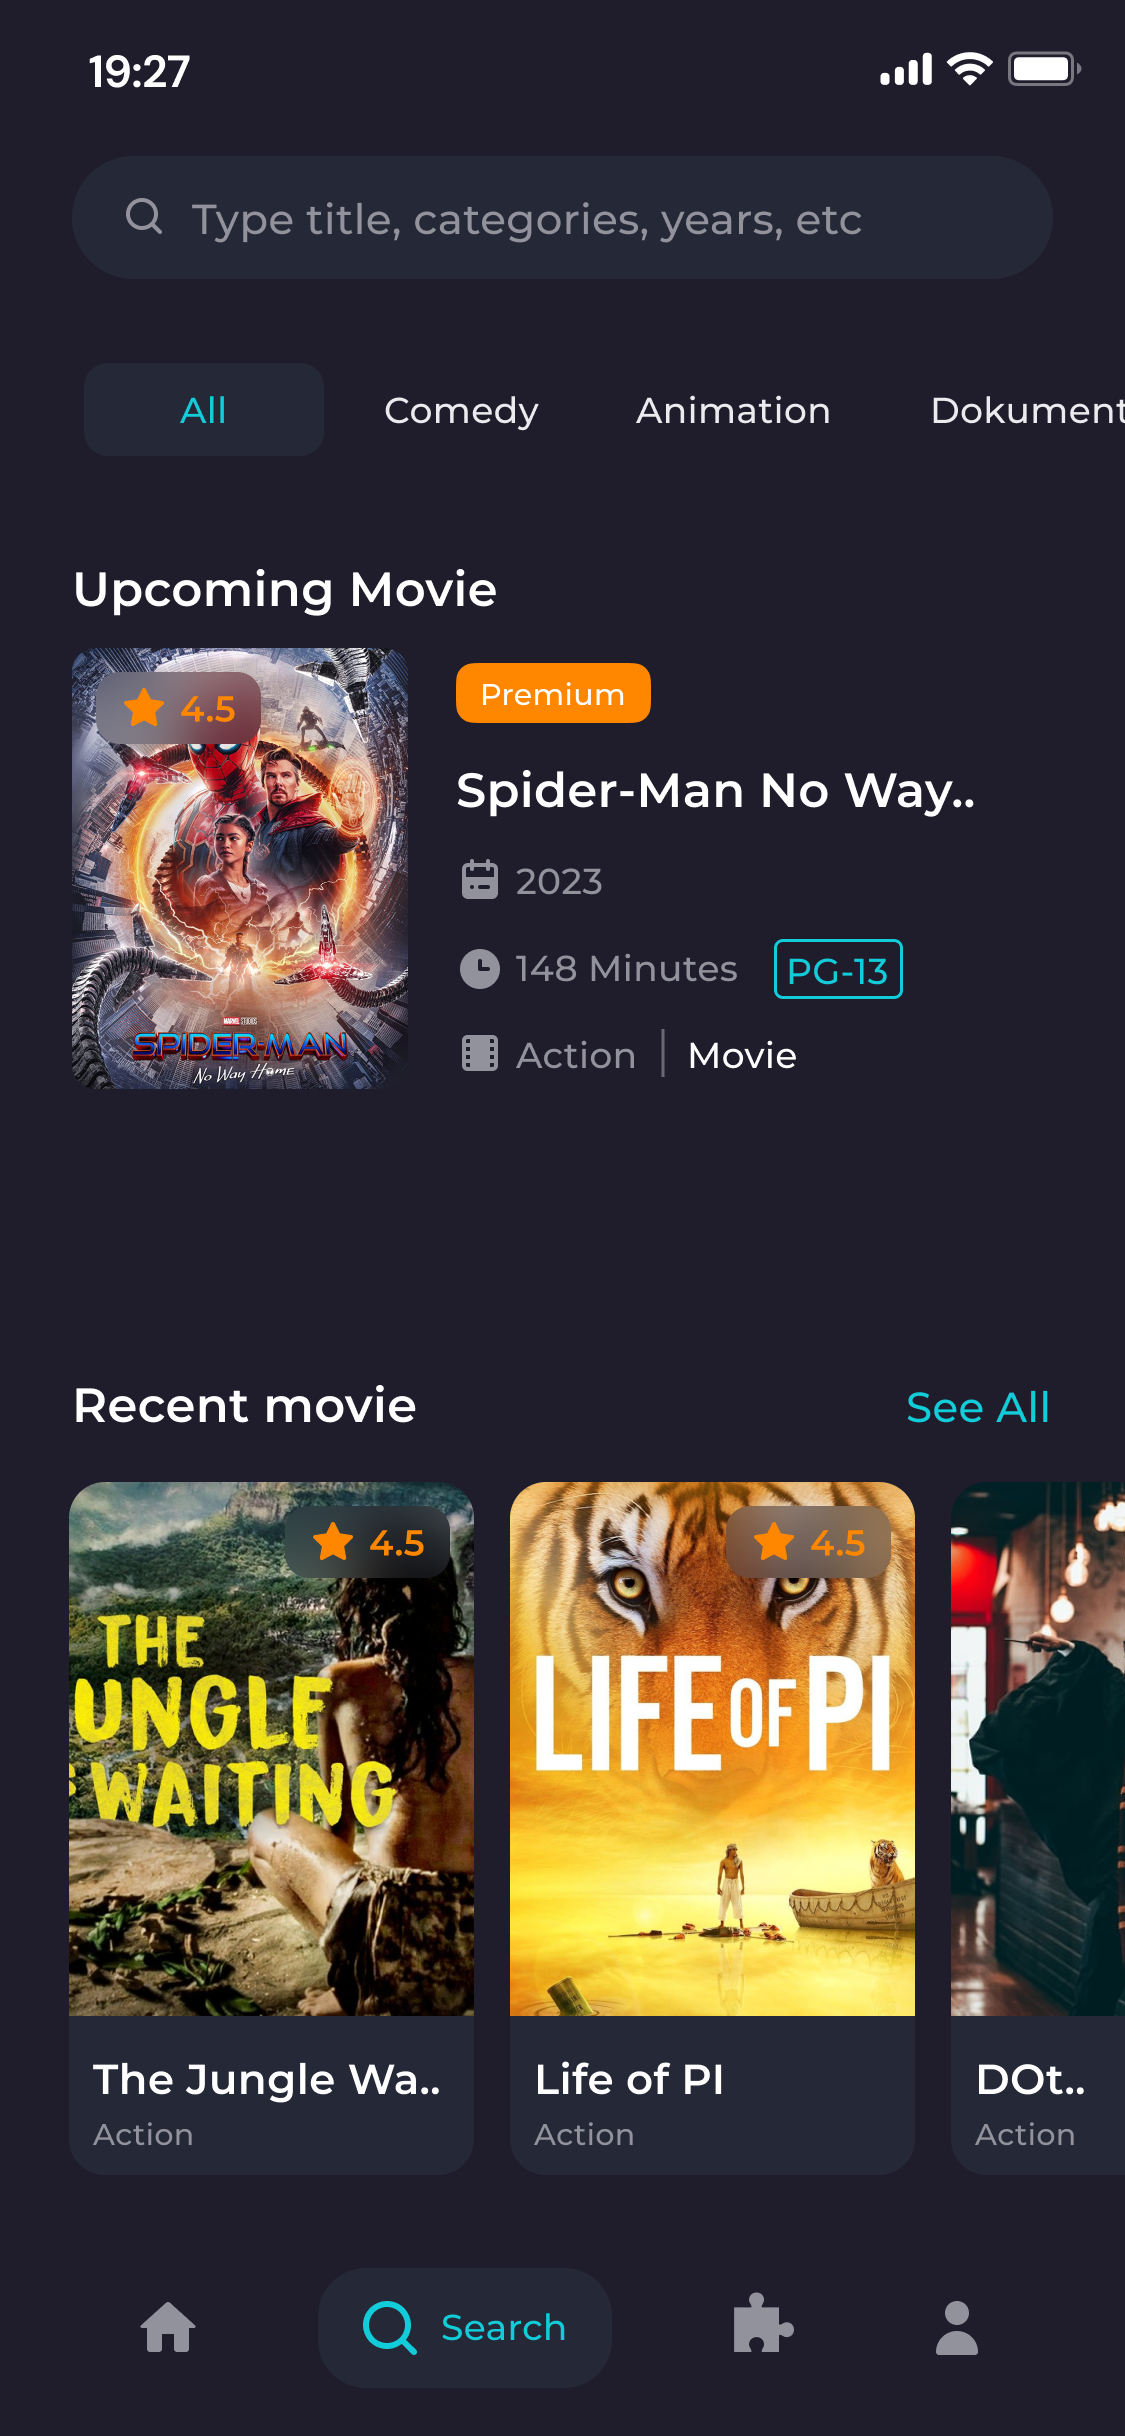 19:27
Type title, categories, years, etc
All Comedy Animation Dokument
Upcoming Movie
4.5
Premium
Spider-Man No Way..
2023
148 Minutes PG-13
Action Movie
MARVEL STUDIOS
SPIDER-MAN
No Way Home
Recent movie See All
4.5
THE
UNGLE
WAITING
4.5
LIFE OF PI
The Jungle Wa..
Action
Life of PI
Action
DOt..
Action
Search